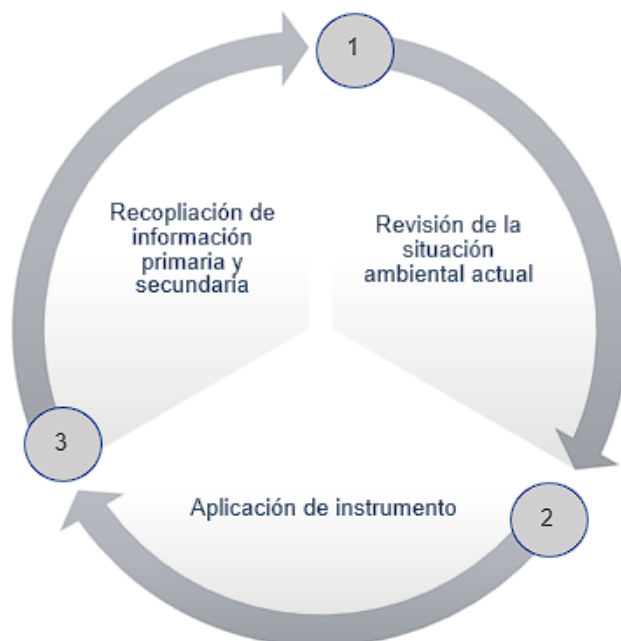 1
Revisión de la
situación
ambiental actual
2
Aplicación de instrumento
3
Recopliación de
información
primaria y
secundaria